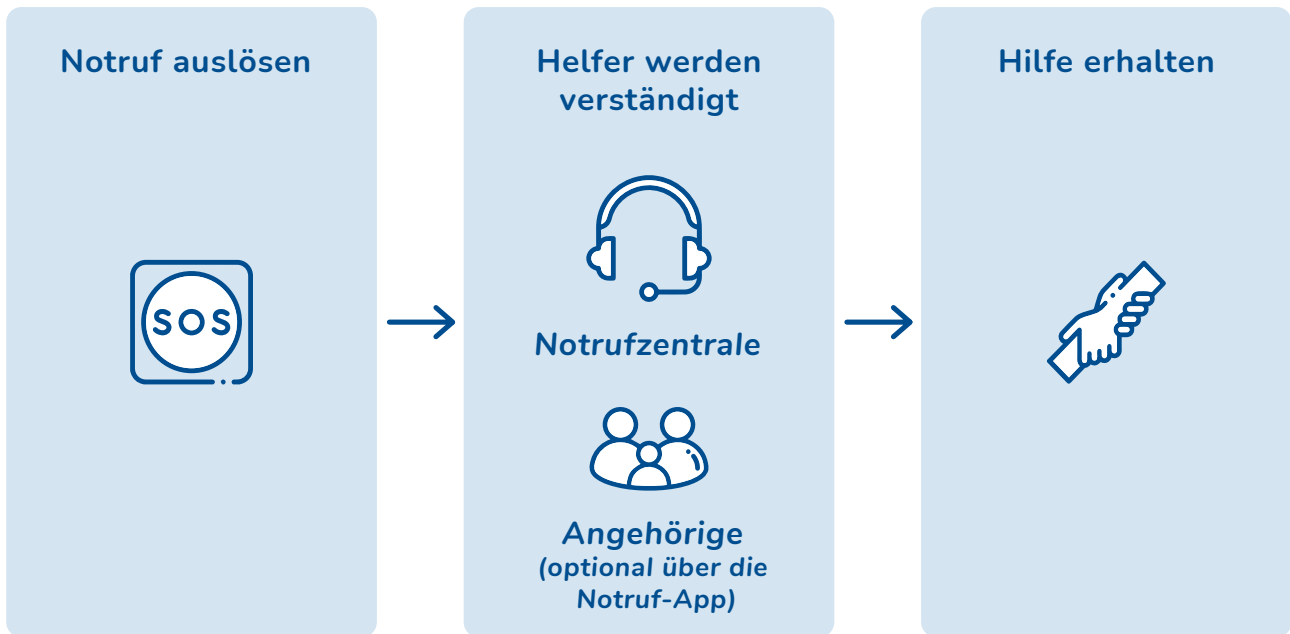 Notruf auslösen
SOS
Helfer werden
verständigt
Notrufzentrale
Angehörige
(optional über die
Notruf-App)
Hilfe erhalten